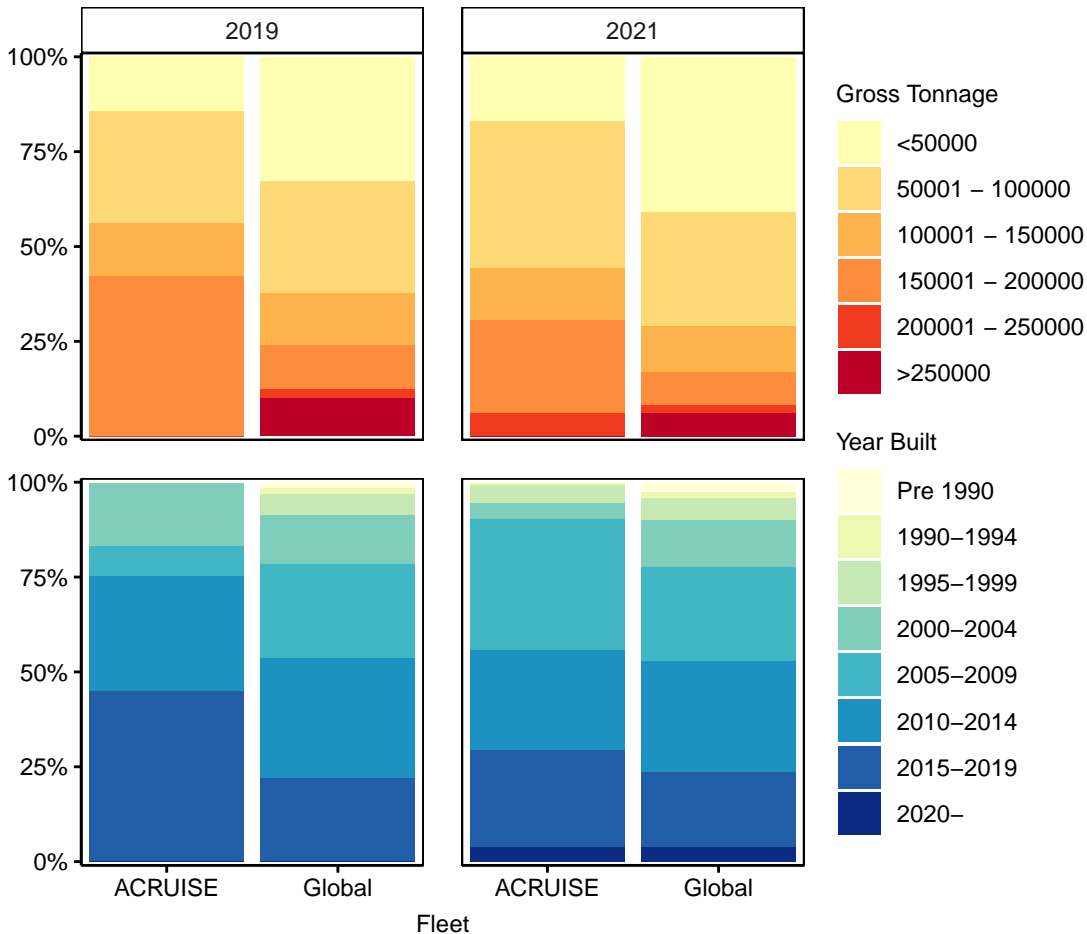 2019
2021
100%
75%
50%
25%
0%
Gross Tonnage
<50000
50001 − 100000
100001 − 150000
150001 − 200000
200001 − 250000
>250000
100%
75%
50%
25%
0%
Year Built
Pre 1990
1990−1994
1995−1999
2000−2004
2005−2009
2010−2014
2015−2019
2020−
ACRUISE
Global
ACRUISE
Global
Fleet